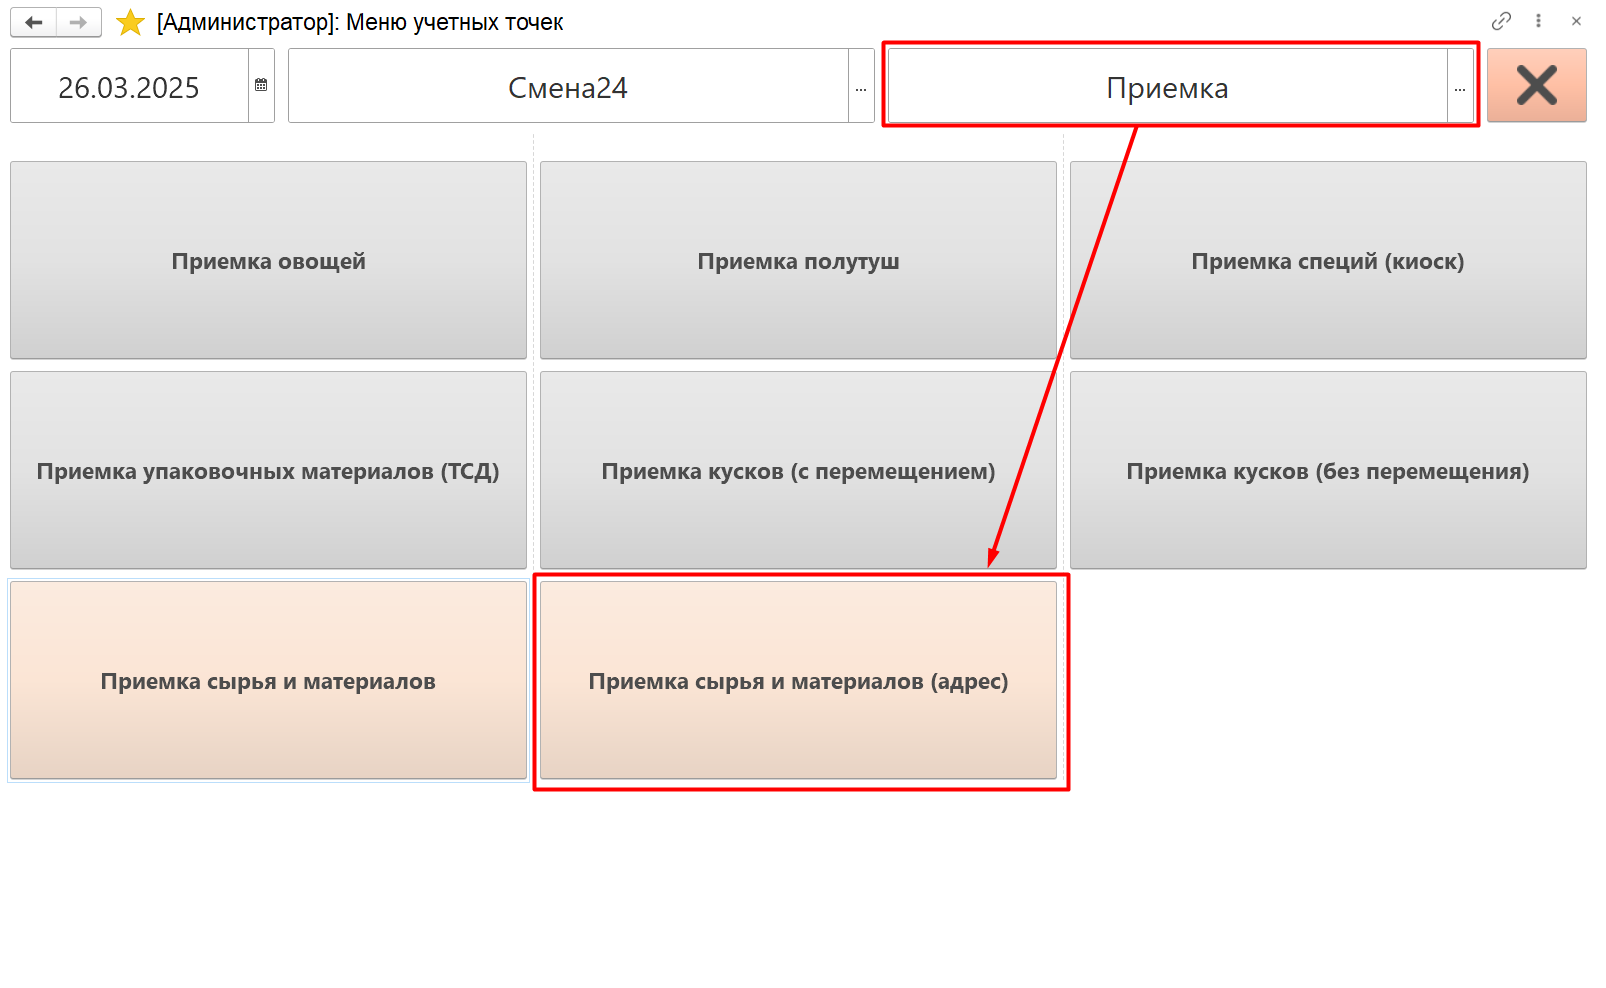 [Администратор]: Меню учетных точек
26.03.2025
Смена24
...
Приемка
...
Приемка овощей
Приемка полутуш
Приемка специй (киоск)
Приемка упаковочных материалов (ТСД)
Приемка кусков (с перемещением)
Приемка кусков (без перемещения)
Приемка сырья и материалов
Приемка сырья и материалов (адрес)